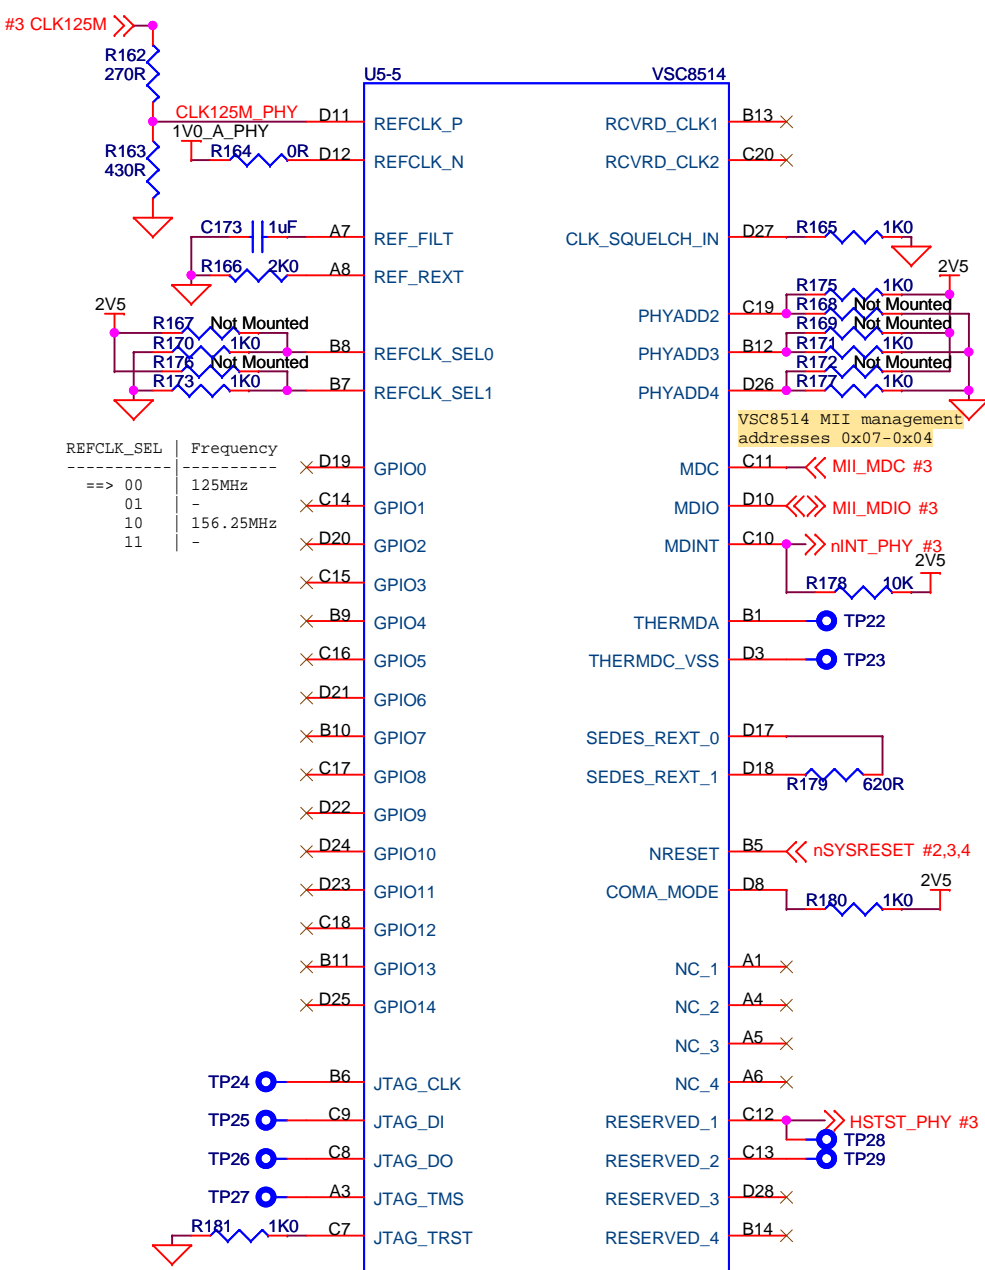 #3 CLK125M
R162
270R
U5-5
VSC8514
CLK125M_PHY
D11
REFCLK_P
RCVRD_CLK1
B13
1V0_A_PHY
R163
430R
R164
0R
D12
REFCLK_N
RCVRD_CLK2
C20
C173
1uF
A7
REF_FILT
CLK_SQUELCH_IN
D27
R165
1K0
R166
2K0
A8
REF_REXT
2V5
2V5
R175
1K0
R168
Not Mounted
C19
PHYADD2
R167
Not Mounted
R169
Not Mounted
R170
1K0
B8
REFCLK_SEL0
PHYADD3
B12
R171
1K0
R176
Not Mounted
R172
Not Mounted
R173
1K0
B7
REFCLK_SEL1
PHYADD4
D26
R177
1K0
VSC8514 MII management
addresses 0x07-0x04
REFCLK_SEL | Frequency
-----------|----------
==> 00 | 125MHz
01 | -
10 | 156.25MHz
11 | -
D19
GPIO0
MDC
C11
MII_MDC #3
C14
GPIO1
MDIO
D10
MII_MDIO #3
D20
GPIO2
MDINT
C10
nINT_PHY #3
2V5
C15
GPIO3
R178
10K
B9
GPIO4
THERMDA
B1
TP22
C16
GPIO5
THERMDC_VSS
D3
TP23
D21
GPIO6
B10
GPIO7
SEDES_REXT_0
D17
C17
GPIO8
SEDES_REXT_1
D18
R179
620R
D22
GPIO9
D24
GPIO10
NRESET
B5
nSYSRESET #2,3,4
D23
GPIO11
COMA_MODE
D8
2V5
R180
1K0
C18
GPIO12
B11
GPIO13
NC_1
A1
D25
GPIO14
NC_2
A4
NC_3
A5
TP24
B6
JTAG_CLK
NC_4
A6
TP25
C9
JTAG_DI
RESERVED_1
C12
HSTST_PHY #3
TP28
TP26
C8
JTAG_DO
RESERVED_2
C13
TP29
TP27
A3
JTAG_TMS
RESERVED_3
D28
R181
1K0
C7
JTAG_TRST
RESERVED_4
B14